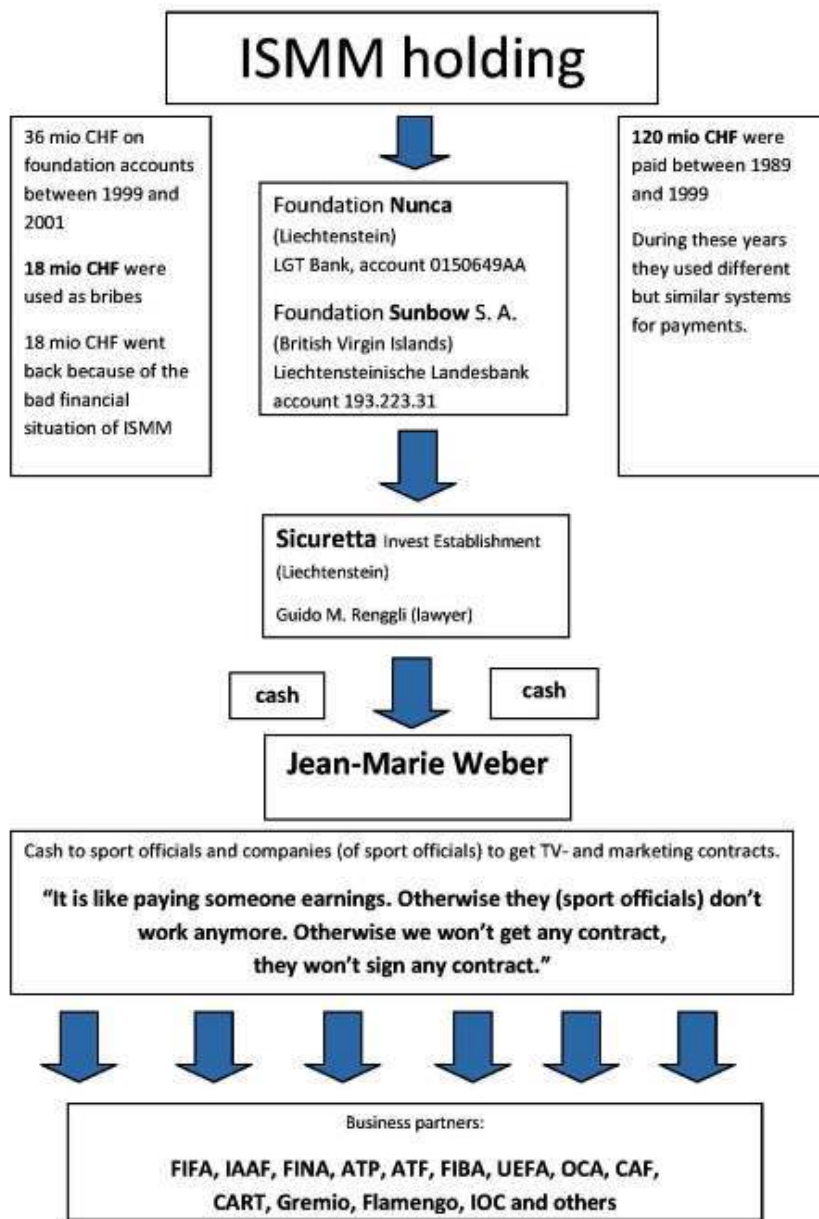 ISMM holding
36 mio CHF on
foundation accounts
between 1999 and
2001
18 mio CHF were
used as bribes
18 mio CHF went
back because of the
bad financial
situation of ISMM
Foundation Nunca
(Liechtenstein)
LGT Bank, account 0150649AA
Foundation Sunbow S. A.
(British Virgin Islands)
Liechtensteinische Landesbank
account 193.223.31
120 mio CHF were
paid between 1989
and 1999
During these years
they used different
but similar systems
for payments.
Sicuretta Invest Establishment
(Liechtenstein)
Guido M. Renggli (lawyer)
cash
cash
Jean-Marie Weber
Cash to sport officials and companies (of sport officials) to get TV- and marketing contracts.
“It is like paying someone earnings. Otherwise they (sport officials) don’t
work anymore. Otherwise we won’t get any contract,
they won’t sign any contract.”
Business partners:
FIFA, IAAF, FINA, ATP, ATF, FIBA, UEFA, OCA, CAF,
CART, Gremio, Flamengo, IOC and others